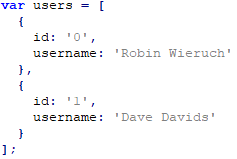 var users = [
  {
    id: '0',
    username: 'Robin Wieruch'
  },
  {
    id: '1',
    username: 'Dave Davids'
  }
];